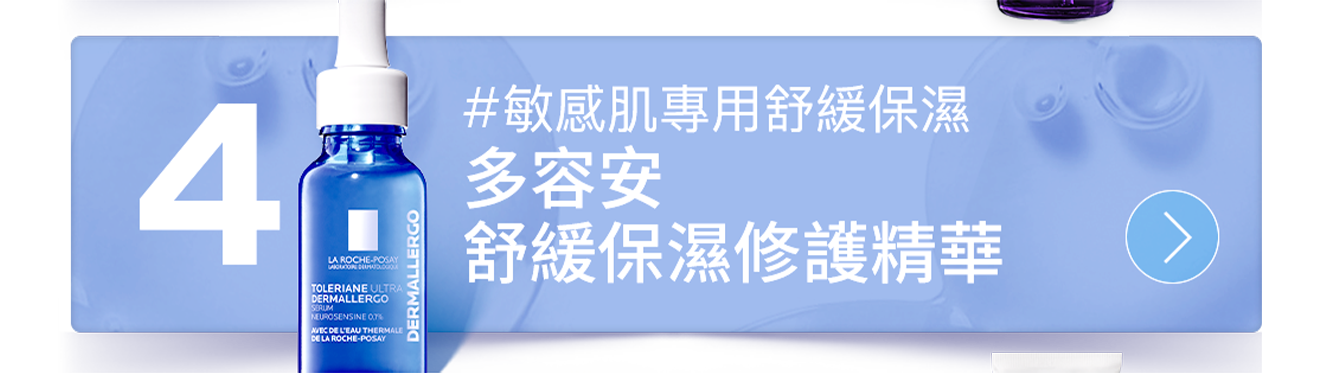 4
#敏感肌專用舒緩保濕
多容安
舒緩保濕修護精華
LA ROCHE-POSAY
LABORATOIRE DERMATOLOGIQUE
TOLERIANE ULTRA
DERMALLERGO
SERUM
NEUROSENSINE 0.1%
AVEC DE L'EAU THERMALE
DE LA ROCHE-POSAY
DERMALLERGO